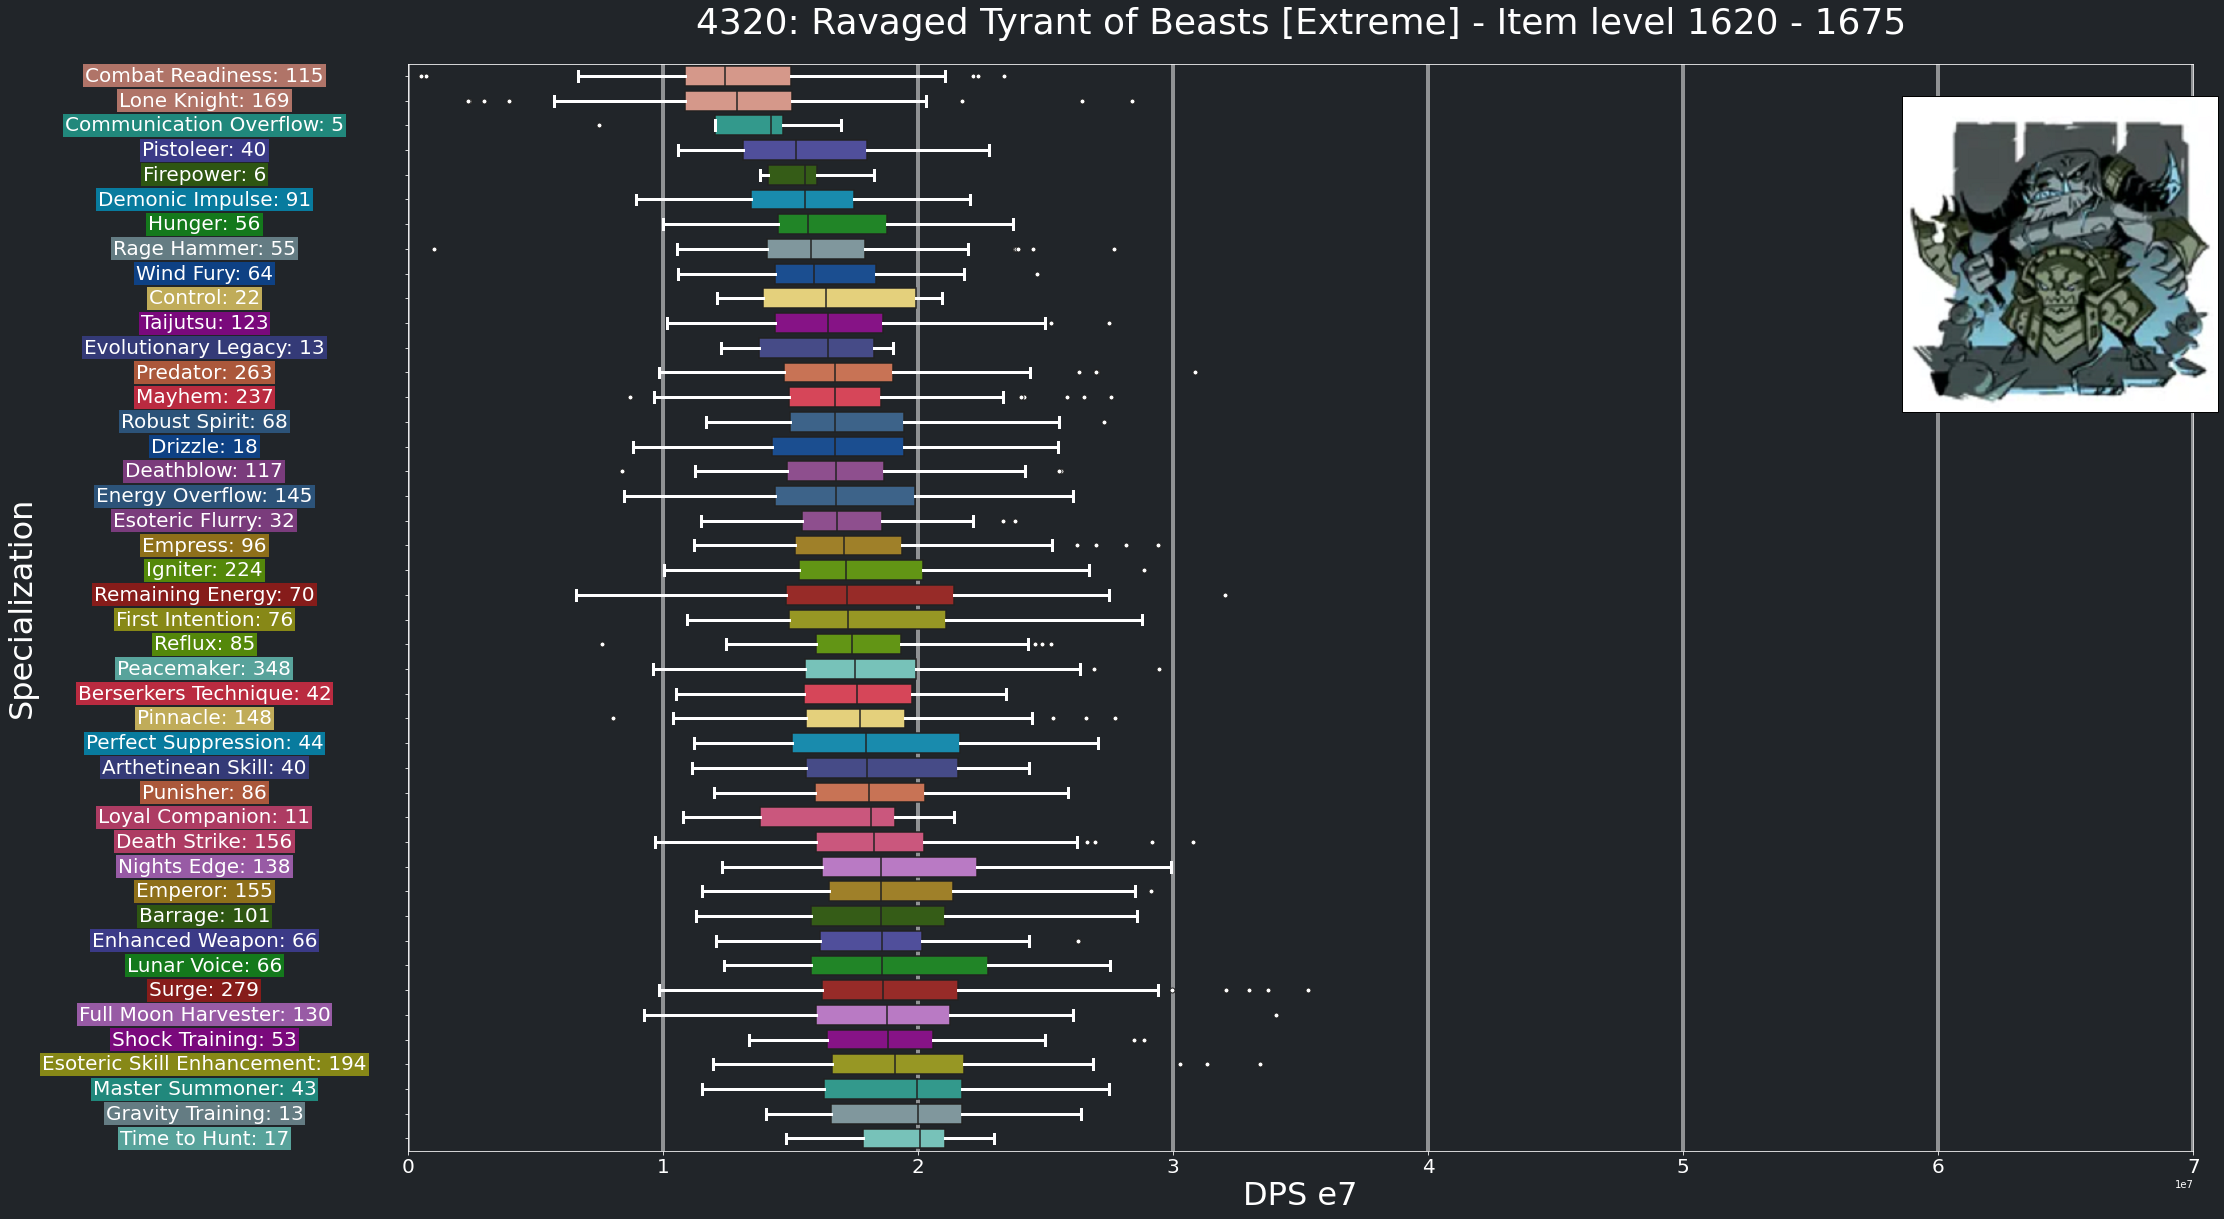 4320: Ravaged Tyrant of Beasts [Extreme] - Item level 1620 - 1675
Specialization
Combat Readiness: 115
Lone Knight: 169
Communication Overflow: 5
Pistoleer: 40
Firepower: 6
Demonic Impulse: 91
Hunger: 56
Rage Hammer: 55
Wind Fury: 64
Control: 22
Taijutsu: 123
Evolutionary Legacy: 13
Predator: 263
Mayhem: 237
Robust Spirit: 68
Drizzle: 18
Deathblow: 117
Energy Overflow: 145
Esoteric Flurry: 32
Empress: 96
Igniter: 224
Remaining Energy: 70
First Intention: 76
Reflux: 85
Peacemaker: 348
Berserkers Technique: 42
Pinnacle: 148
Perfect Suppression: 44
Arthetinean Skill: 40
Punisher: 86
Loyal Companion: 11
Death Strike: 156
Nights Edge: 138
Emperor: 155
Barrage: 101
Enhanced Weapon: 66
Lunar Voice: 66
Surge: 279
Full Moon Harvester: 130
Shock Training: 53
Esoteric Skill Enhancement: 194
Master Summoner: 43
Gravity Training: 13
Time to Hunt: 17
0 1 2 3 4 5 6 7
DPS e7
1e7